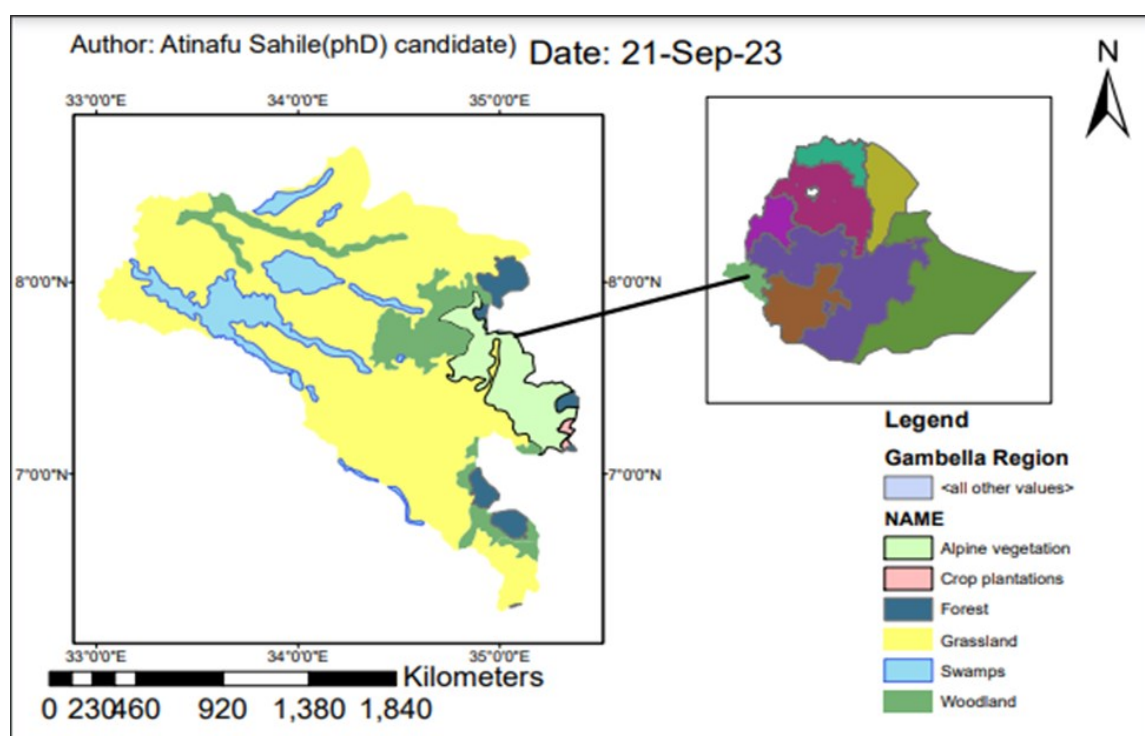 Author: Atinafu Sahile(phD) candidate) Date: 21-Sep-23
N
33°0'0"E 34°0'0"E 35°0'0"E
8°0'0"N 8°0'0"N
7°0'0"N 7°0'0"N
33°0'0"E 34°0'0"E 35°0'0"E
Kilometers
0 230460 920 1,380 1,840
Legend
Gambella Region
<all other values>
NAME
Alpine vegetation
Crop plantations
Forest
Grassland
Swamps
Woodland